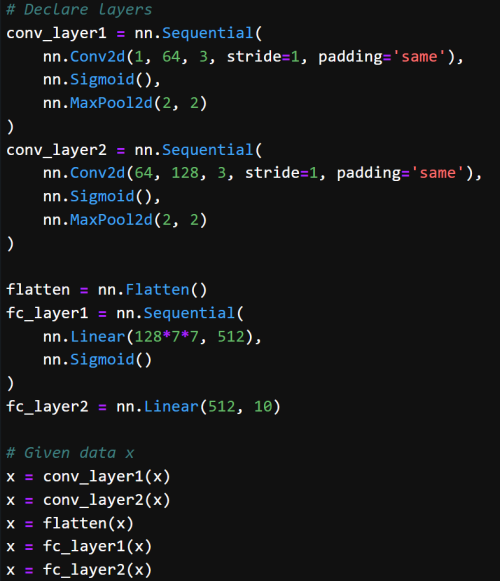 # Declare layers
conv_layer1 = nn.Sequential(
    nn.Conv2d(1, 64, 3, stride=1, padding='same'),
    nn.Sigmoid(),
    nn.MaxPool2d(2, 2)
)
conv_layer2 = nn.Sequential(
    nn.Conv2d(64, 128, 3, stride=1, padding='same'),
    nn.Sigmoid(),
    nn.MaxPool2d(2, 2)
)

flatten = nn.Flatten()
fc_layer1 = nn.Sequential(
    nn.Linear(128*7*7, 512),
    nn.Sigmoid()
)
fc_layer2 = nn.Linear(512, 10)

# Given data x
x = conv_layer1(x)
x = conv_layer2(x)
x = flatten(x)
x = fc_layer1(x)
x = fc_layer2(x)